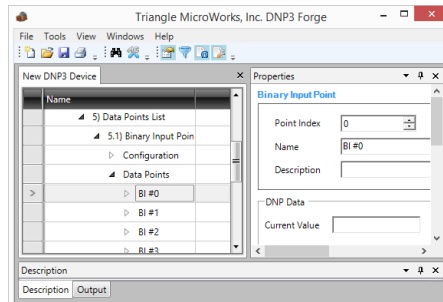 Triangle MicroWorks, Inc. DNP3 Forge
File Tools View Windows Help
New DNP3 Device
Name
5) Data Points List
5.1) Binary Input Poin
Configuration
Data Points
BI #0
BI #1
BI #2
BI #3
Properties
Binary Input Point
Point Index 0
Name BI #0
Description
DNP Data
Current Value
Description
Description Output